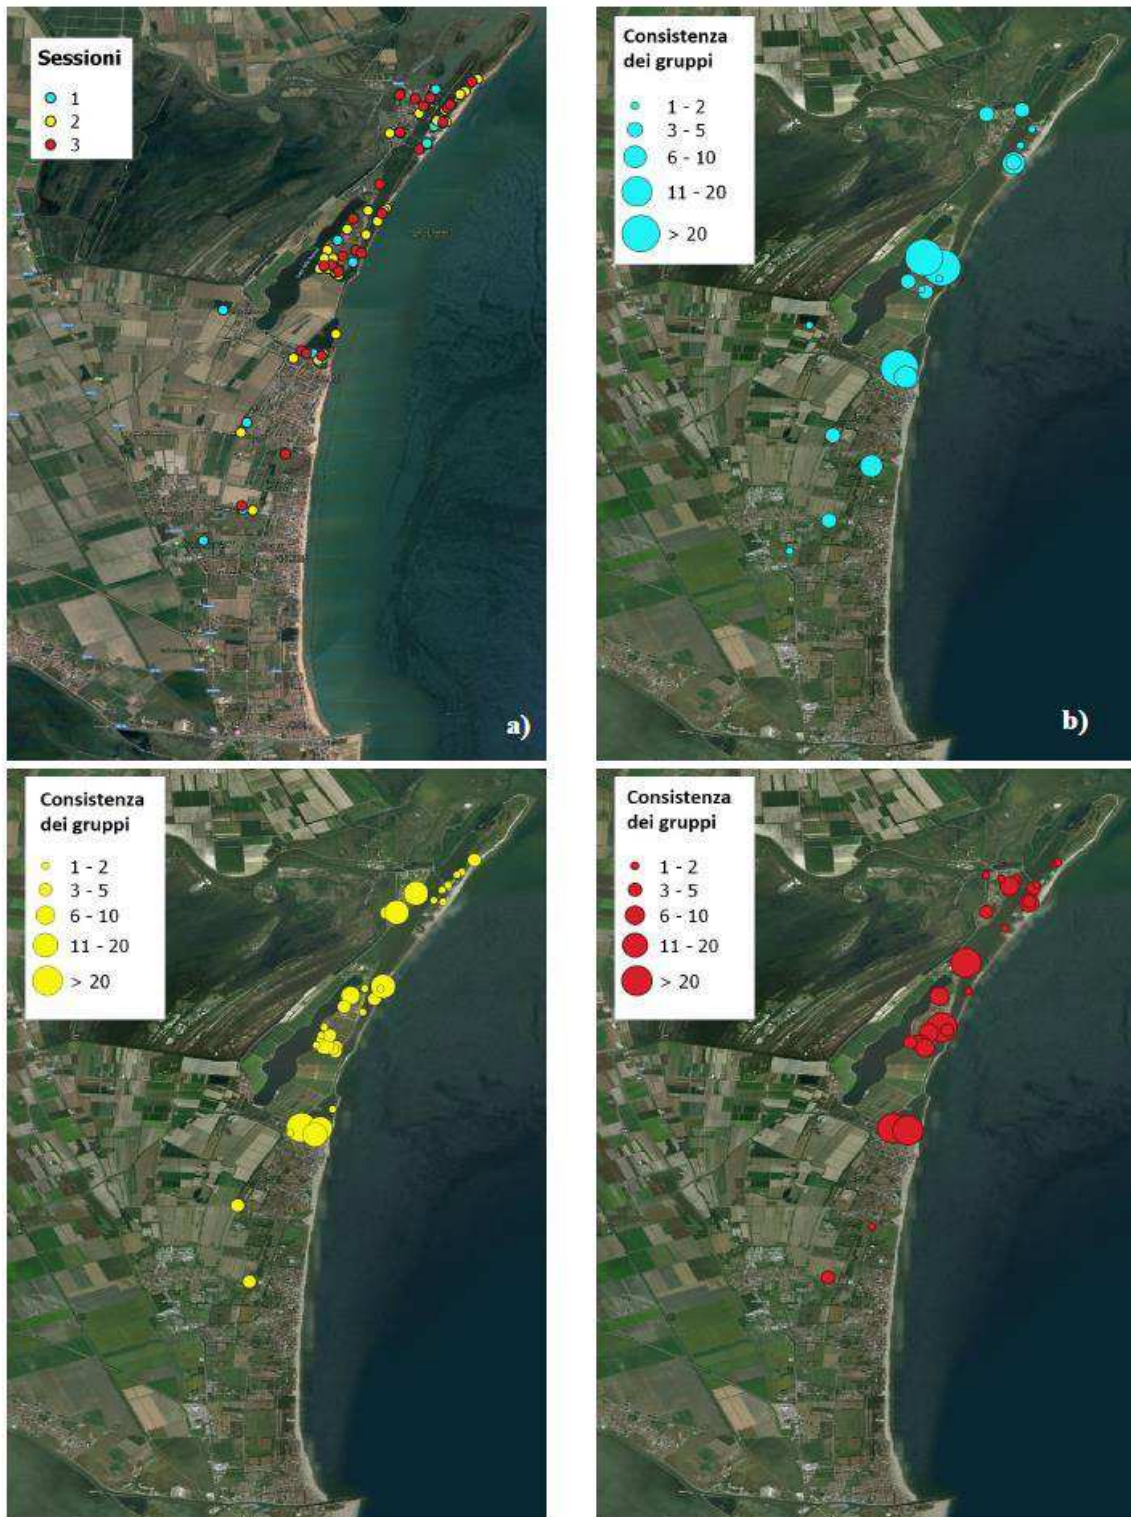 Sessioni
1
2
3
a)
Consistenza
dei gruppi
1 - 2
3 - 5
6 - 10
11 - 20
> 20
b)
Consistenza
dei gruppi
1 - 2
3 - 5
6 - 10
11 - 20
> 20
Consistenza
dei gruppi
1 - 2
3 - 5
6 - 10
11 - 20
> 20